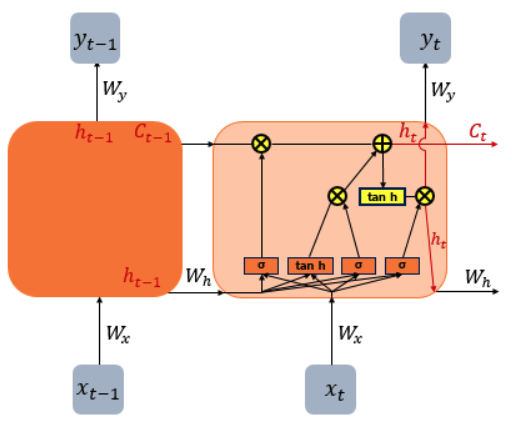 y_{t-1} y_t
W_y W_y
h_{t-1} C_{t-1} h_t C_t
tan h
h_t
σ tan h σ σ
h_{t-1} W_h W_h
W_x W_x
x_{t-1} x_t